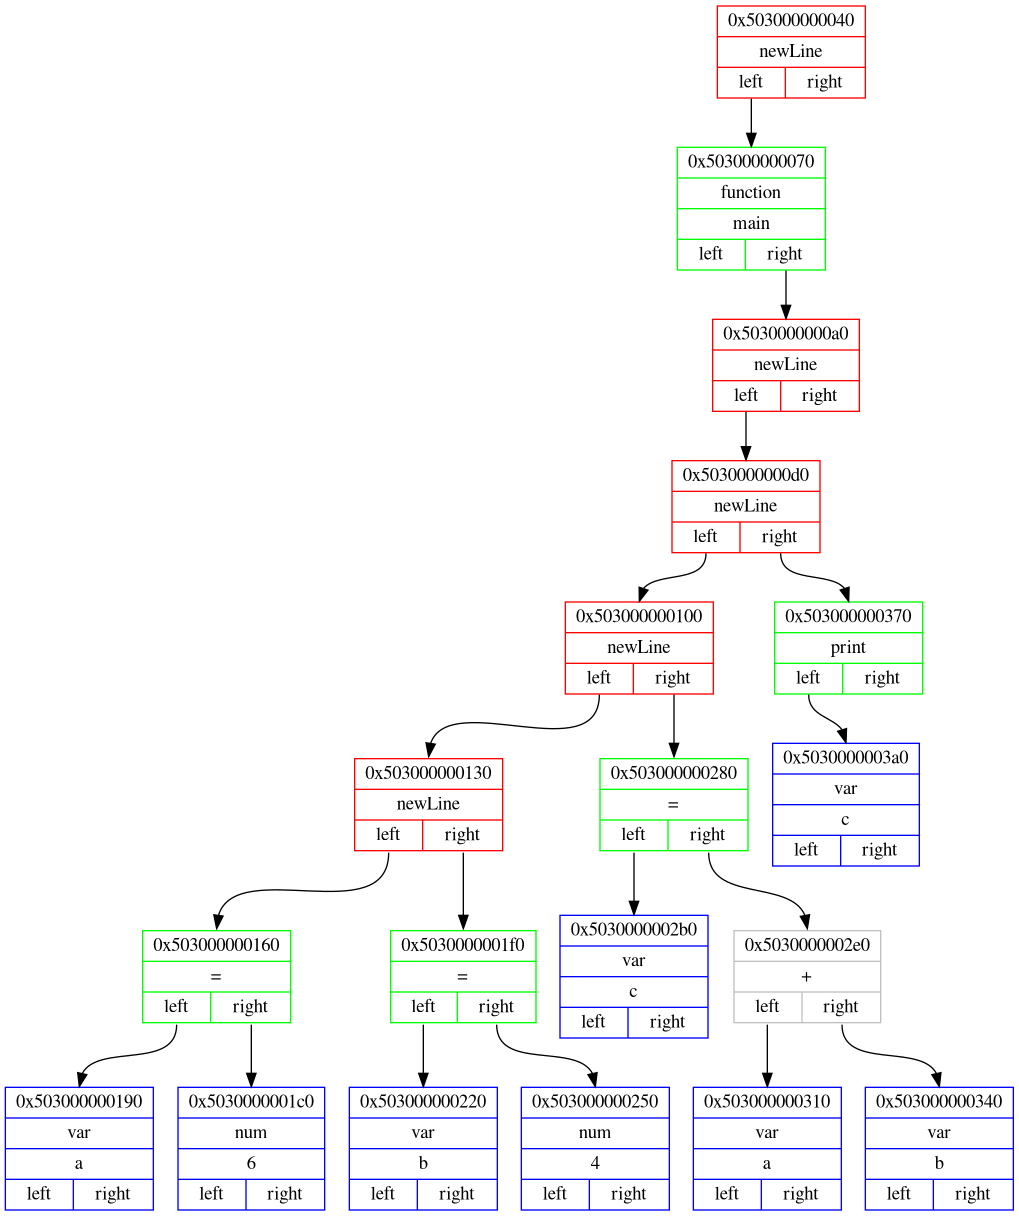 0x503000000040
newLine
left right
0x503000000070
function
main
left right
0x5030000000a0
newLine
left right
0x5030000000d0
newLine
left right
0x503000000100
newLine
left right
0x503000000370
print
left right
0x503000000130
newLine
left right
0x503000000280
=
left right
0x5030000003a0
var
c
left right
0x503000000160
=
left right
0x5030000001f0
=
left right
0x5030000002b0
var
c
left right
0x5030000002e0
+
left right
0x503000000190
var
a
left right
0x5030000001c0
num
6
left right
0x503000000220
var
b
left right
0x503000000250
num
4
left right
0x503000000310
var
a
left right
0x503000000340
var
b
left right